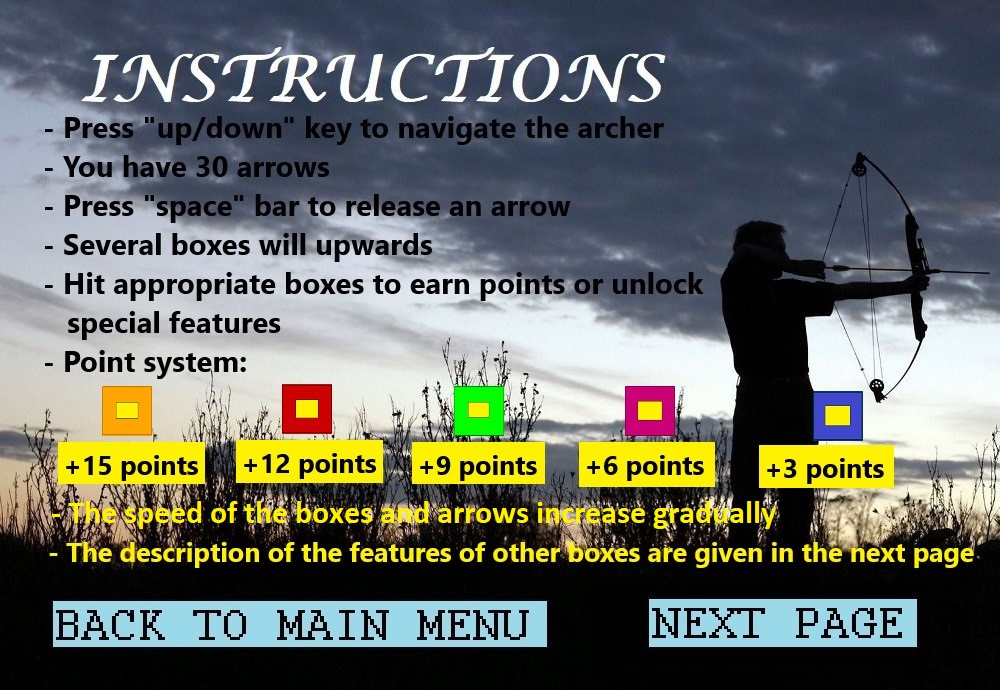 INSTRUCTIONS
- Press "up/down" key to navigate the archer
- You have 30 arrows
- Press "space" bar to release an arrow
- Several boxes will upwards
- Hit appropriate boxes to earn points or unlock
special features
- Point system:
+15 points +12 points +9 points +6 points +3 points
- The speed of the boxes and arrows increase gradually
- The description of the features of other boxes are given in the next page
BACK TO MAIN MENU NEXT PAGE